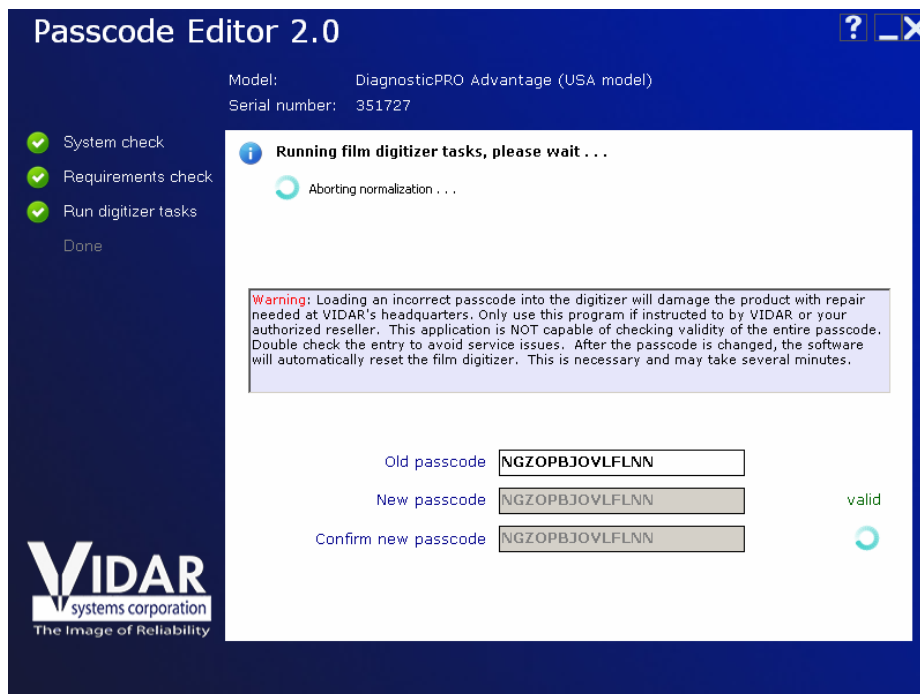 Passcode Editor 2.0
? _ X
Model: DiagnosticPRO Advantage (USA model)
Serial number: 351727
System check
Requirements check
Run digitizer tasks
Done
Running film digitizer tasks, please wait . . .
Aborting normalization . . .
Warning: Loading an incorrect passcode into the digitizer will damage the product with repair
needed at VIDAR's headquarters. Only use this program if instructed to by VIDAR or your
authorized reseller. This application is NOT capable of checking validity of the entire passcode.
Double check the entry to avoid service issues. After the passcode is changed, the software
will automatically reset the film digitizer. This is necessary and may take several minutes.
Old passcode NGZOPBJOVLFLNN
New passcode NGZOPBJOVLFLNN valid
Confirm new passcode NGZOPBJOVLFLNN
VIDAR
systems corporation
The Image of Reliability